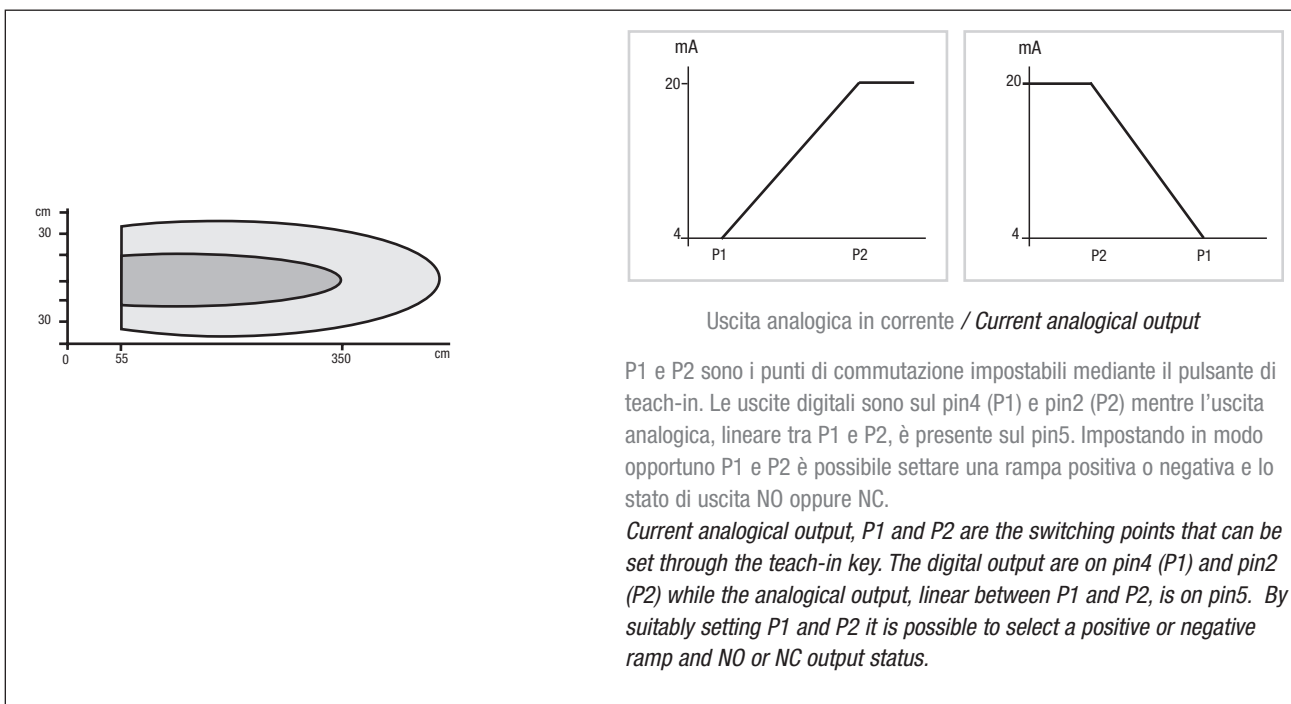 cm
30
30
0
55
350
cm
mA
20
4
P1
P2
mA
20
4
P2
P1
Uscita analogica in corrente / Current analogical output
P1 e P2 sono i punti di commutazione impostabili mediante il pulsante di
teach-in. Le uscite digitali sono sul pin4 (P1) e pin2 (P2) mentre l'uscita
analogica, lineare tra P1 e P2, è presente sul pin5. Impostando in modo
opportuno P1 e P2 è possibile settare una rampa positiva o negativa e lo
stato di uscita NO oppure NC.
Current analogical output, P1 and P2 are the switching points that can be
set through the teach-in key. The digital output are on pin4 (P1) and pin2
(P2) while the analogical output, linear between P1 and P2, is on pin5. By
suitably setting P1 and P2 it is possible to select a positive or negative
ramp and NO or NC output status.